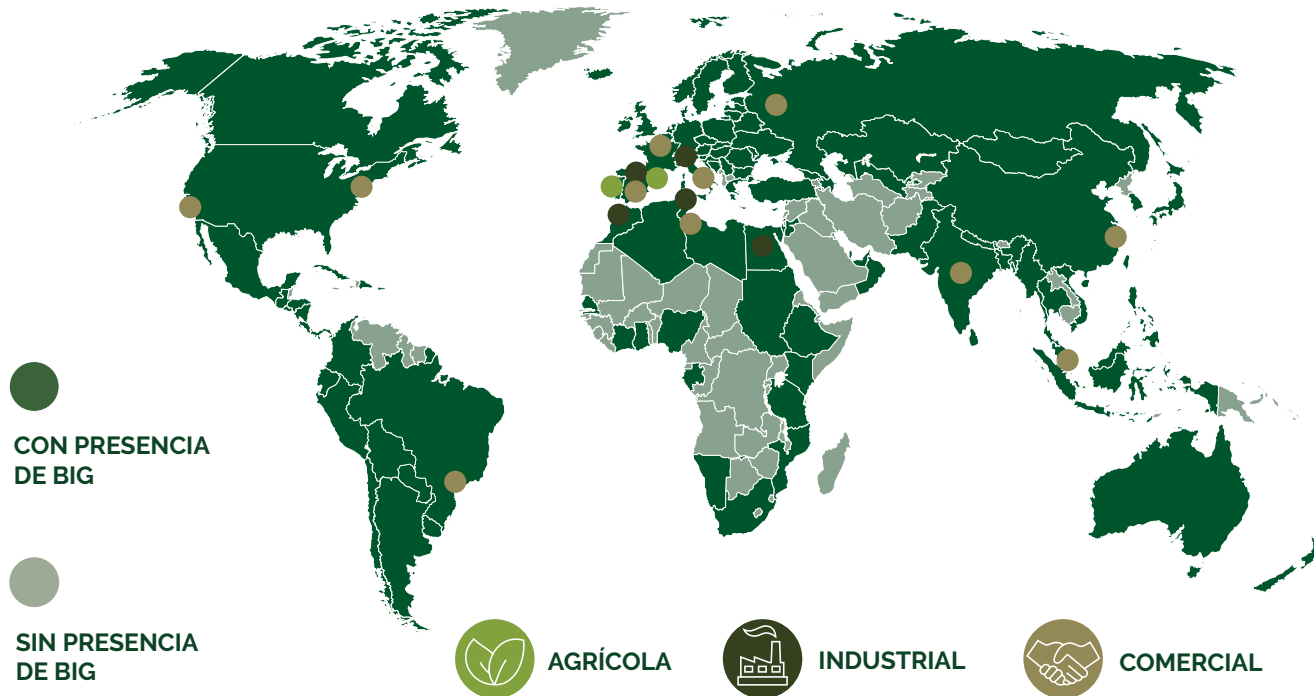 CON PRESENCIA
DE BIG
SIN PRESENCIA
DE BIG
AGRÍCOLA
INDUSTRIAL
COMERCIAL